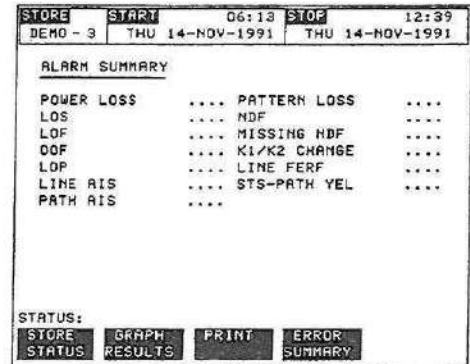 STORE START 06:13 STOP 12:39
DEMO - 3 THU 14-NOV-1991 THU 14-NOV-1991
ALARM SUMMARY
POWER LOSS .... PATTERN LOSS ....
LOS .... NDF ....
LOF .... MISSING NDF ....
OOF .... K1/K2 CHANGE ....
LOP .... LINE FERF ....
LINE AIS .... STS-PATH YEL ....
PATH AIS ....
STATUS:
STORE STATUS GRAPH RESULTS PRINT ERROR SUMMARY